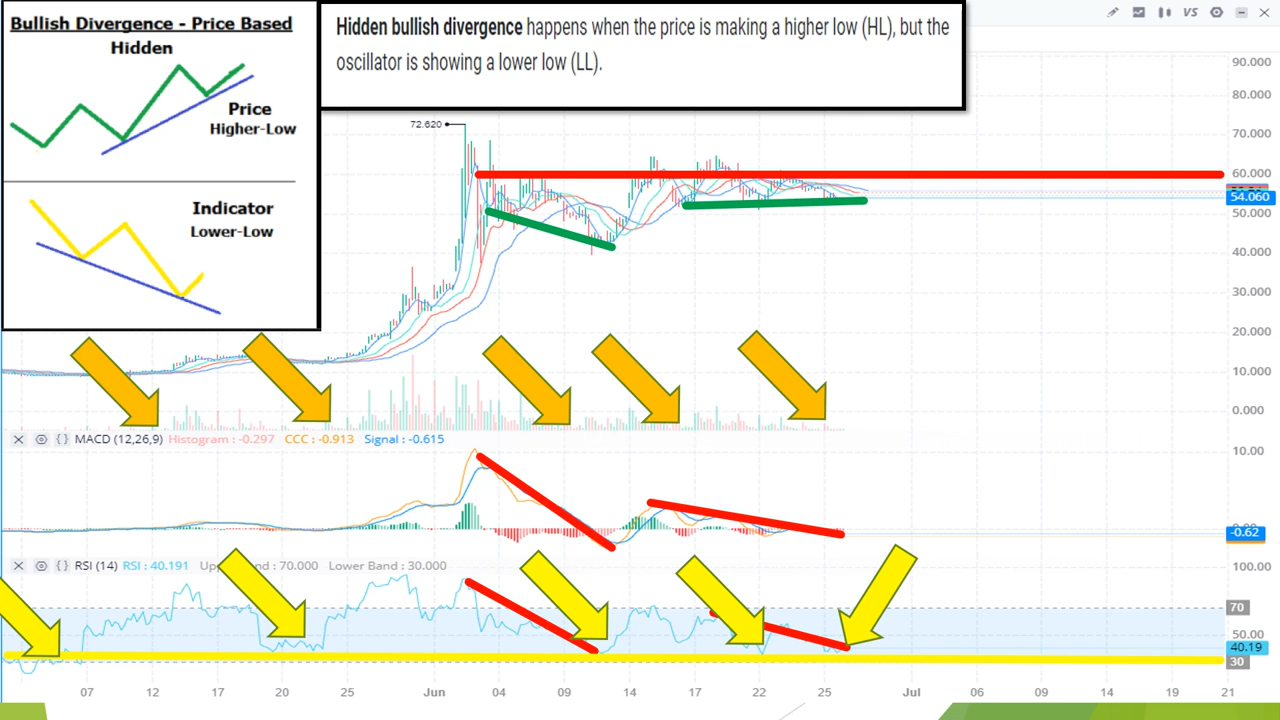 Bullish Divergence - Price Based
Hidden
Price
Higher-Low
Indicator
Lower-Low
Hidden bullish divergence happens when the price is making a higher low (HL), but the
oscillator is showing a lower low (LL).
VS
90.000
80.000
72.620
70.000
60.000
54.060
50.000
40.000
30.000
20.000
10.000
0.000
MACD (12,26,9) Histogram : -0.297 CCC : -0.913 Signal : -0.615
10.00
-0.62
RSI (14) RSI : 40.191 : 70.000 Lower Band : 30.000
100.00
70
50.00
40.19
30
07 12 17 20 25 Jun 04 09 14 17 22 25 Jul 06 09 14 19 21